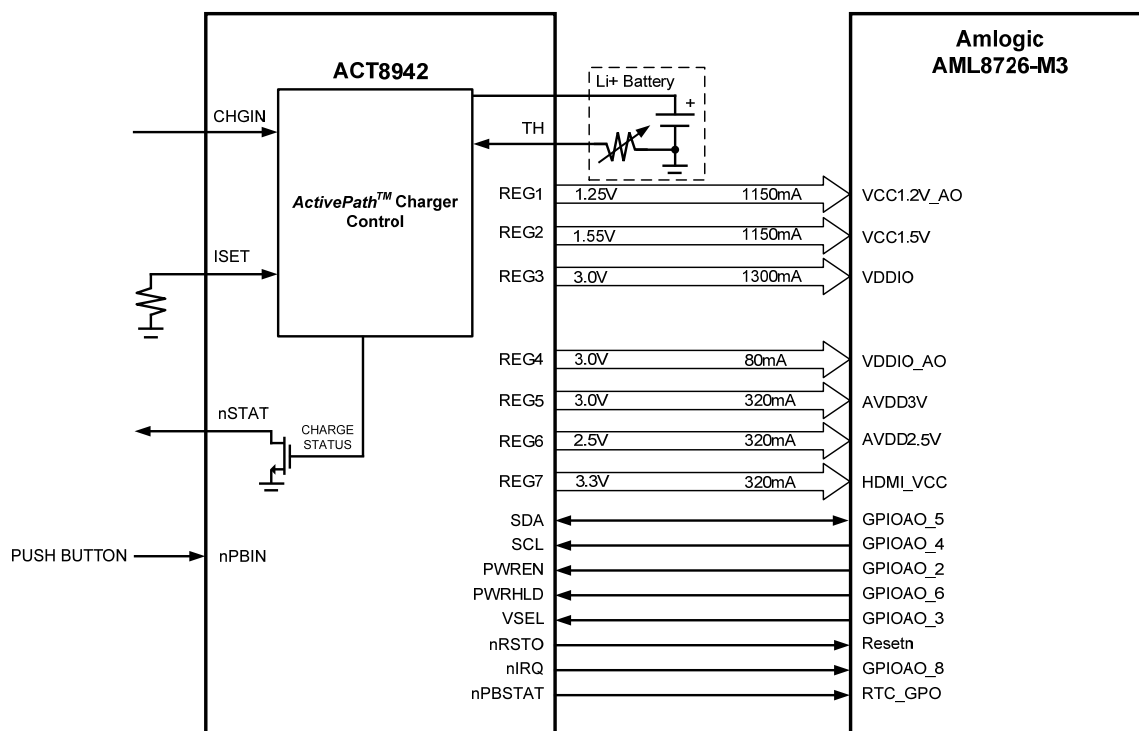 ACT8942
Amlogic
AML8726-M3
Li+ Battery
+
CHGIN
TH
ActivePath™ Charger
Control
ISET
REG1 1.25V 1150mA VCC1.2V_AO
REG2 1.55V 1150mA VCC1.5V
REG3 3.0V 1300mA VDDIO
REG4 3.0V 80mA VDDIO_AO
REG5 3.0V 320mA AVDD3V
REG6 2.5V 320mA AVDD2.5V
REG7 3.3V 320mA HDMI_VCC
nSTAT
CHARGE
STATUS
PUSH BUTTON nPBIN
SDA GPIOAO_5
SCL GPIOAO_4
PWREN GPIOAO_2
PWRHLD GPIOAO_6
VSEL GPIOAO_3
nRSTO Resetn
nIRQ GPIOAO_8
nPBSTAT RTC_GPO